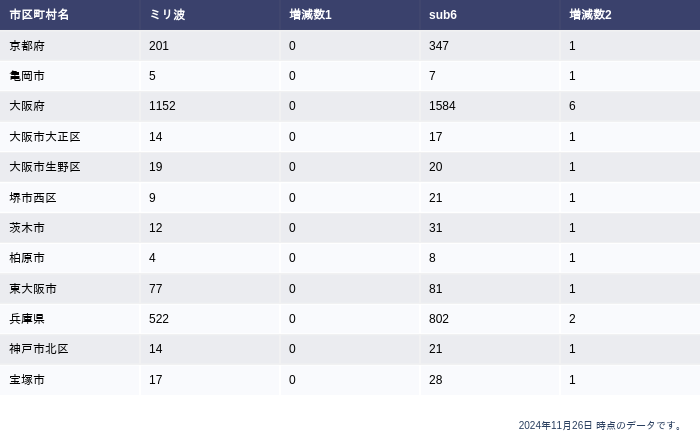 市区町村名 ミリ波 増減数1 sub6 増減数2
京都府 201 0 347 1
亀岡市 5 0 7 1
大阪府 1152 0 1584 6
大阪市大正区 14 0 17 1
大阪市生野区 19 0 20 1
堺市西区 9 0 21 1
茨木市 12 0 31 1
柏原市 4 0 8 1
東大阪市 77 0 81 1
兵庫県 522 0 802 2
神戸市北区 14 0 21 1
宝塚市 17 0 28 1
2024年11月26日 時点のデータです。